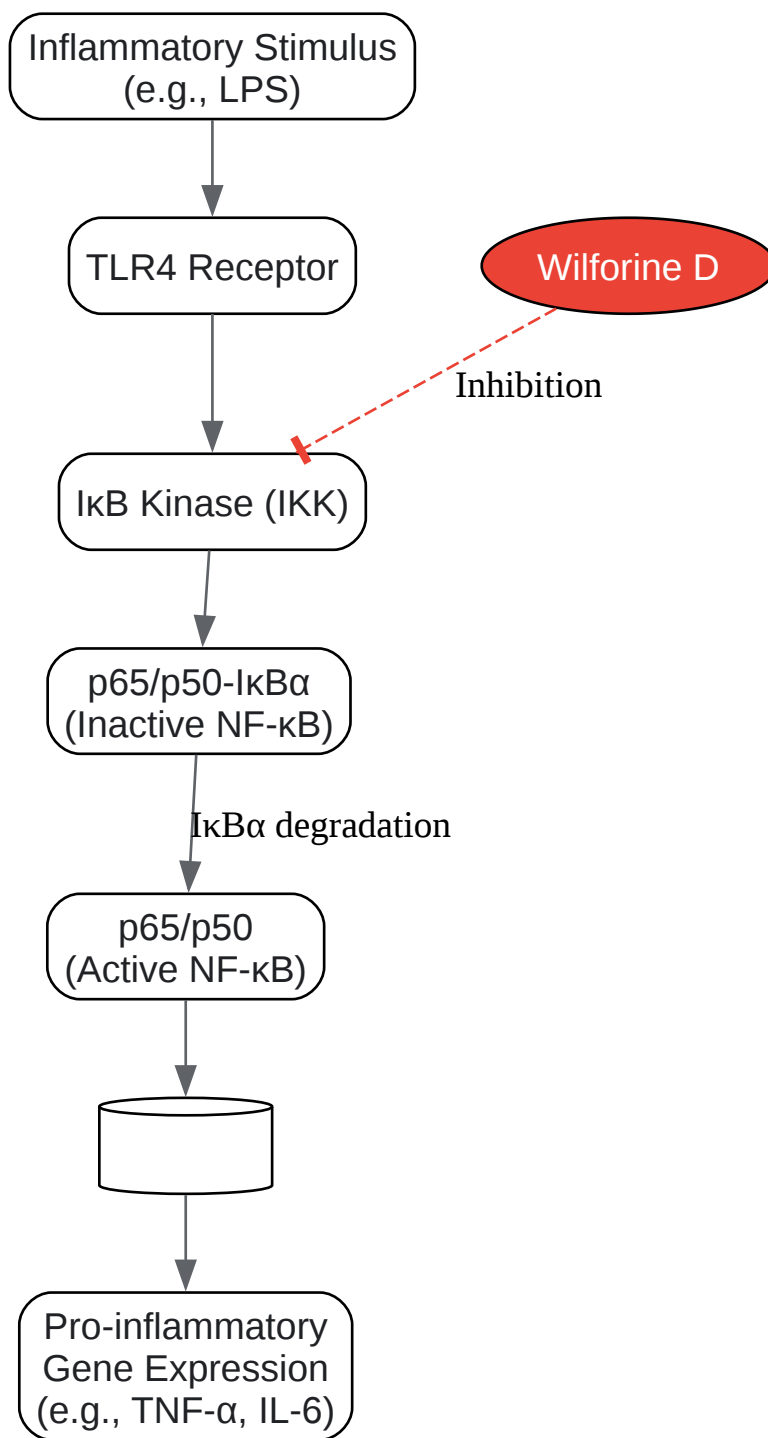 Inflammatory Stimulus
(e.g., LPS)
TLR4 Receptor
Wilforine D
Inhibition
IκB Kinase (IKK)
p65/p50-IκBα
(Inactive NF-κB)
IκBα degradation
p65/p50
(Active NF-κB)
Pro-inflammatory
Gene Expression
(e.g., TNF-α, IL-6)